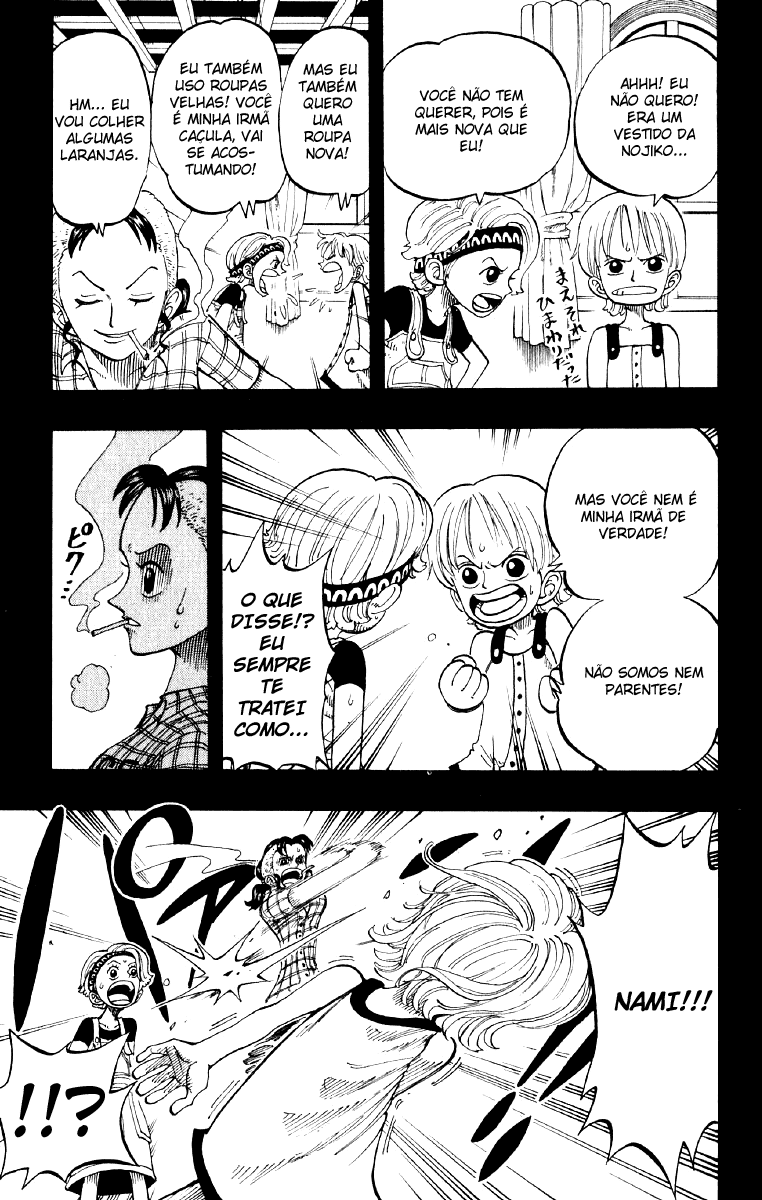 AHHH! EU
NÃO QUERO!
ERA UM
VESTIDO DA
NOJIKO...
VOCÊ NÃO TEM
QUERER, POIS É
MAIS NOVA QUE
EU!
まえそれ
ひまわりだった
MAS EU
TAMBÉM
QUERO
UMA
ROUPA
NOVA!
EU TAMBÉM
USO ROUPAS
VELHAS! VOCÊ
É MINHA IRMÃ
CAÇULA, VAI
SE ACOS-
TUMANDO!
HM... EU
VOU COLHER
ALGUMAS
LARANJAS.
MAS VOCÊ NEM É
MINHA IRMÃ DE
VERDADE!
NÃO SOMOS NEM
PARENTES!
O QUE
DISSE!?
EU
SEMPRE
TE
TRATEI
COMO...
ピク…
NAMI!!!
!!?